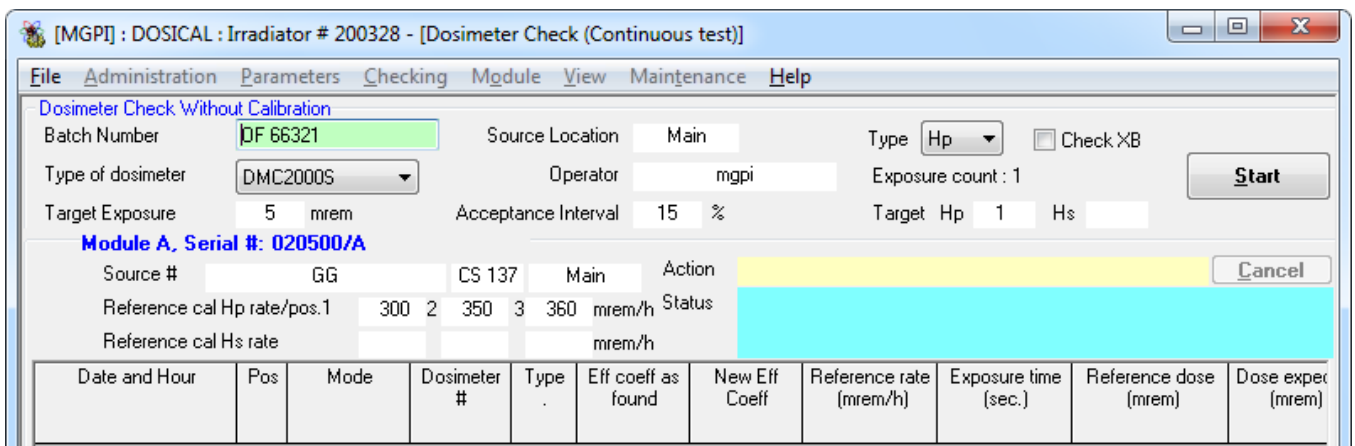 [MGPI] : DOSICAL : Irradiator # 200328 - [Dosimeter Check (Continuous test)]
File Administration Parameters Checking Module View Maintenance Help
Dosimeter Check Without Calibration
Batch Number OF 66321 Source Location Main Type Hp Check XB
Type of dosimeter DMC2000S Operator mgpi Exposure count : 1 Start
Target Exposure 5 mrem Acceptance Interval 15 % Target Hp 1 Hs
Module A, Serial #: 020500/A
Source # GG CS 137 Main Action Cancel
Reference cal Hp rate/pos.1 300 2 350 3 360 mrem/h Status
Reference cal Hs rate mrem/h
Date and Hour Pos Mode Dosimeter # Type . Eff coeff as found New Eff Coeff Reference rate (mrem/h) Exposure time (sec.) Reference dose (mrem) Dose (mrem)